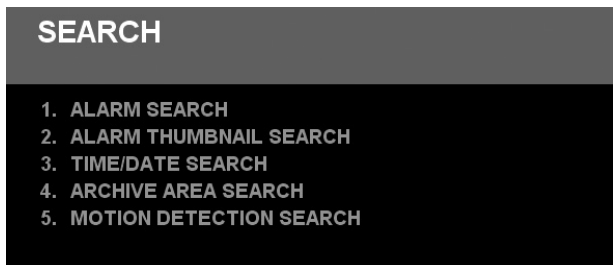 SEARCH
1. ALARM SEARCH
2. ALARM THUMBNAIL SEARCH
3. TIME/DATE SEARCH
4. ARCHIVE AREA SEARCH
5. MOTION DETECTION SEARCH